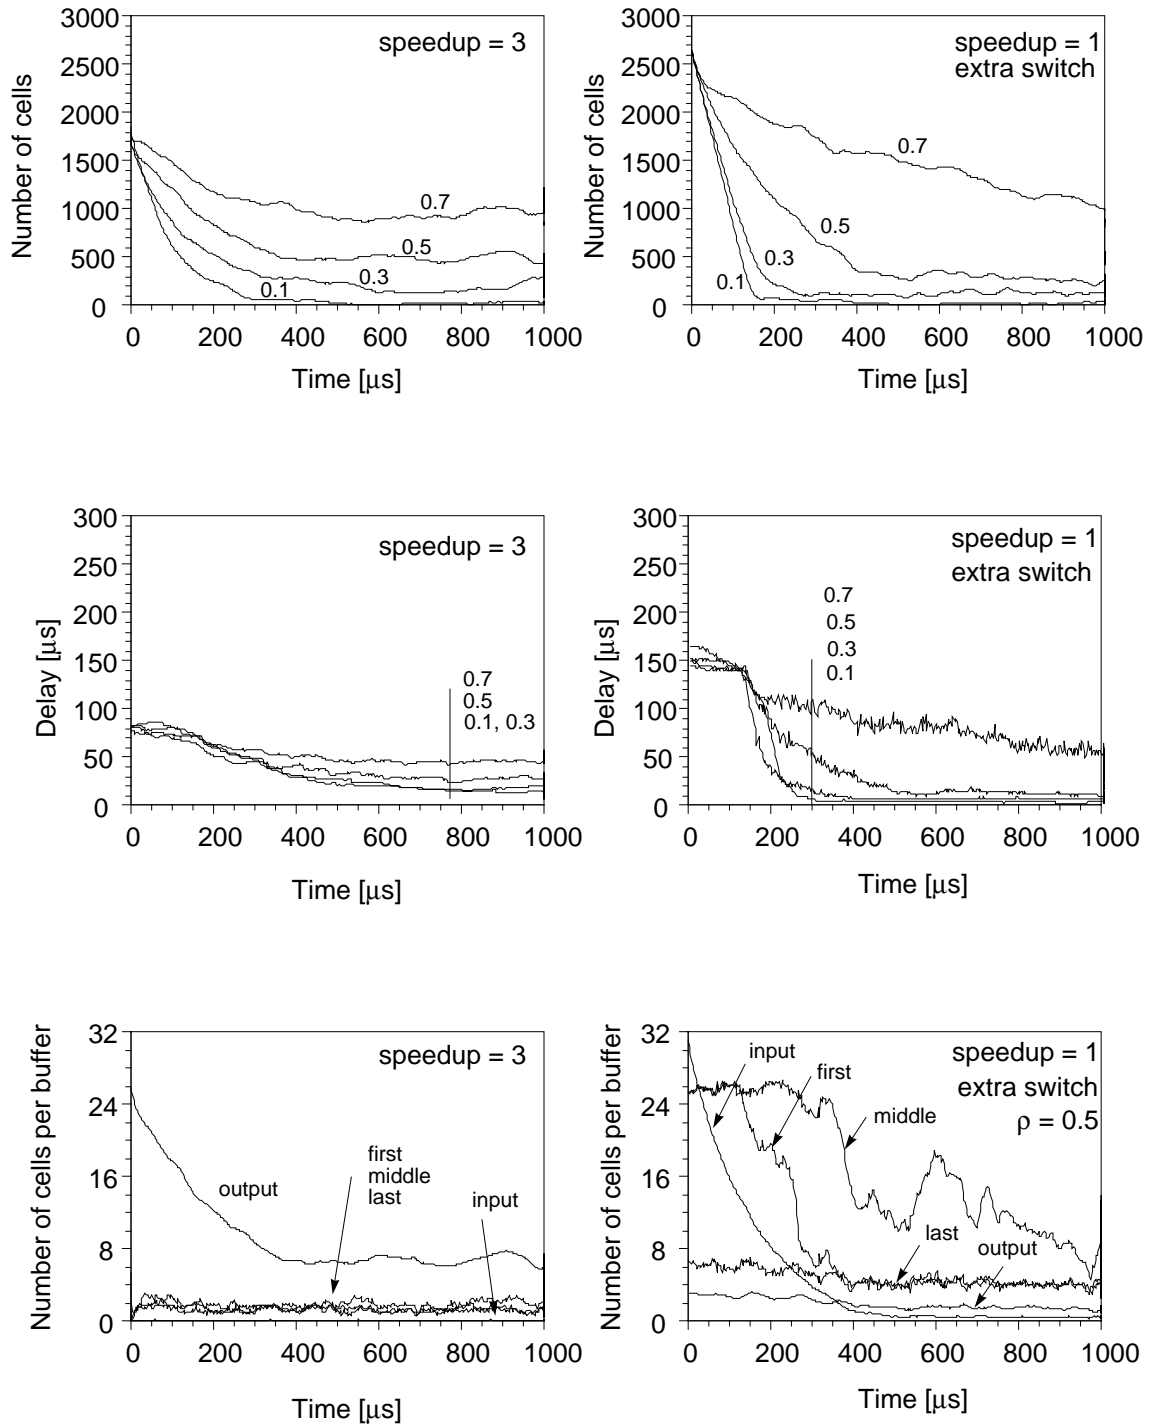 speedup = 3
3000
2500
2000
1500
1000
500
0
Number of cells
0.7
0.5
0.3
0.1
0 200 400 600 800 1000
Time [μs]
speedup = 1
extra switch
3000
2500
2000
1500
1000
500
0
Number of cells
0.7
0.5
0.3
0.1
0 200 400 600 800 1000
Time [μs]
speedup = 3
300
250
200
150
100
50
0
Delay [μs]
0.7
0.5
0.1, 0.3
0 200 400 600 800 1000
Time [μs]
speedup = 1
extra switch
300
250
200
150
100
50
0
Delay [μs]
0.7
0.5
0.3
0.1
0 200 400 600 800 1000
Time [μs]
speedup = 3
32
24
16
8
0
Number of cells per buffer
output
first
middle
last
input
0 200 400 600 800 1000
Time [μs]
speedup = 1
extra switch
ρ = 0.5
32
24
16
8
0
Number of cells per buffer
input
first
middle
last
output
0 200 400 600 800 1000
Time [μs]